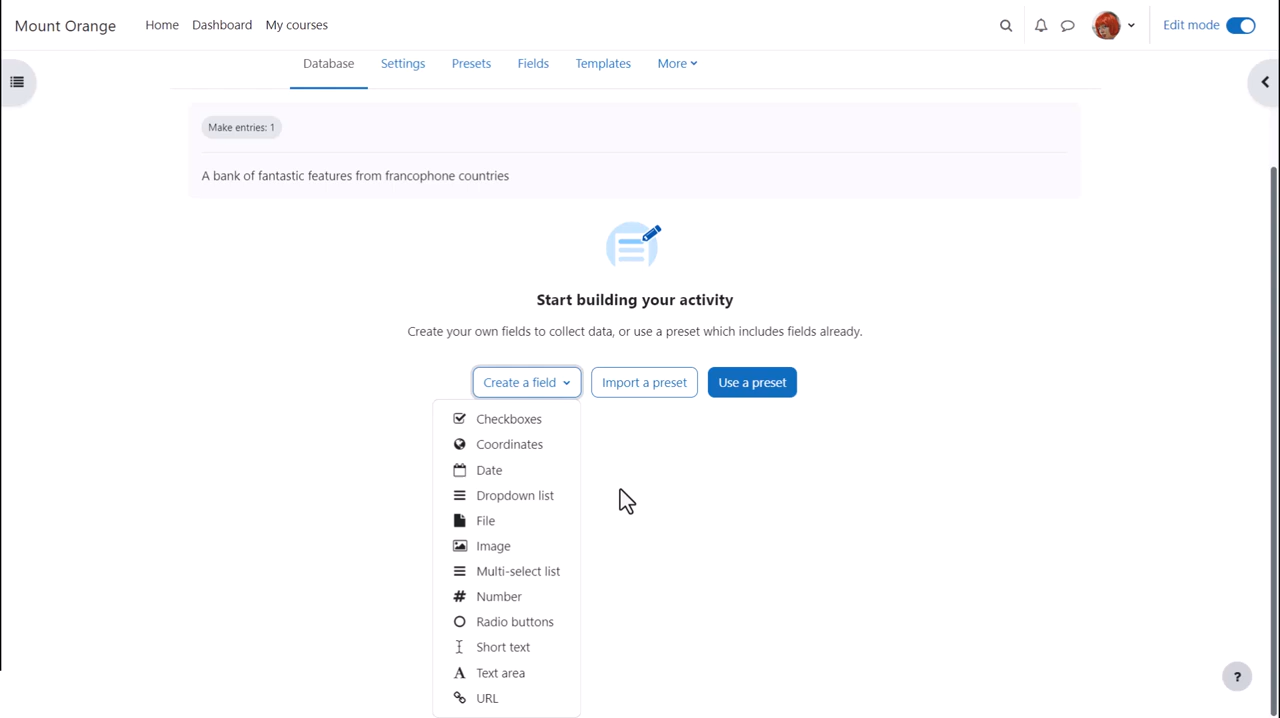 Mount Orange Home Dashboard My courses Edit mode
Database Settings Presets Fields Templates More
Make entries: 1
A bank of fantastic features from francophone countries
Start building your activity
Create your own fields to collect data, or use a preset which includes fields already.
Create a field Import a preset Use a preset
Checkboxes
Coordinates
Date
Dropdown list
File
Image
Multi-select list
Number
Radio buttons
Short text
Text area
URL
?